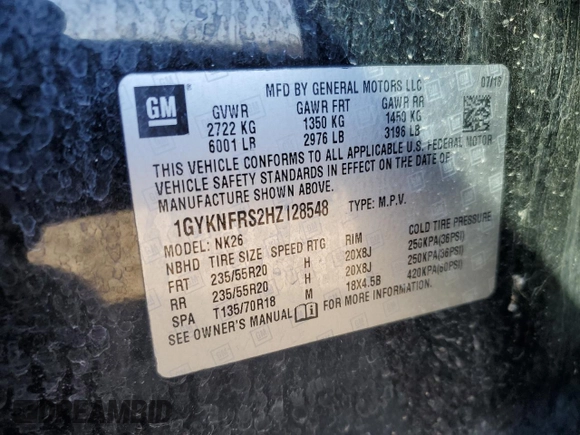 MFD BY GENERAL MOTORS LLC 07/16
GM
GVWR GAWR FRT GAWR RR
2722 KG 1350 KG 1450 KG
6001 LB 2976 LB 3196 LB
THIS VEHICLE CONFORMS TO ALL APPLICABLE U.S. FEDERAL MOTOR
VEHICLE SAFETY STANDARDS IN EFFECT ON THE DATE OF
MANUFACTURE SHOWN ABOVE.
1GYKNFRS2HZ128548 TYPE: M.P.V.
MODEL: NK26
NBHD TIRE SIZE SPEED RTG RIM COLD TIRE PRESSURE
FRT 235/55R20 H 20X8J 250KPA(36PSI)
RR 235/55R20 H 20X8J 250KPA(36PSI)
SPA T135/70R18 M 18X4.5B 420KPA(60PSI)
SEE OWNER'S MANUAL FOR MORE INFORMATION.
DREAMBID